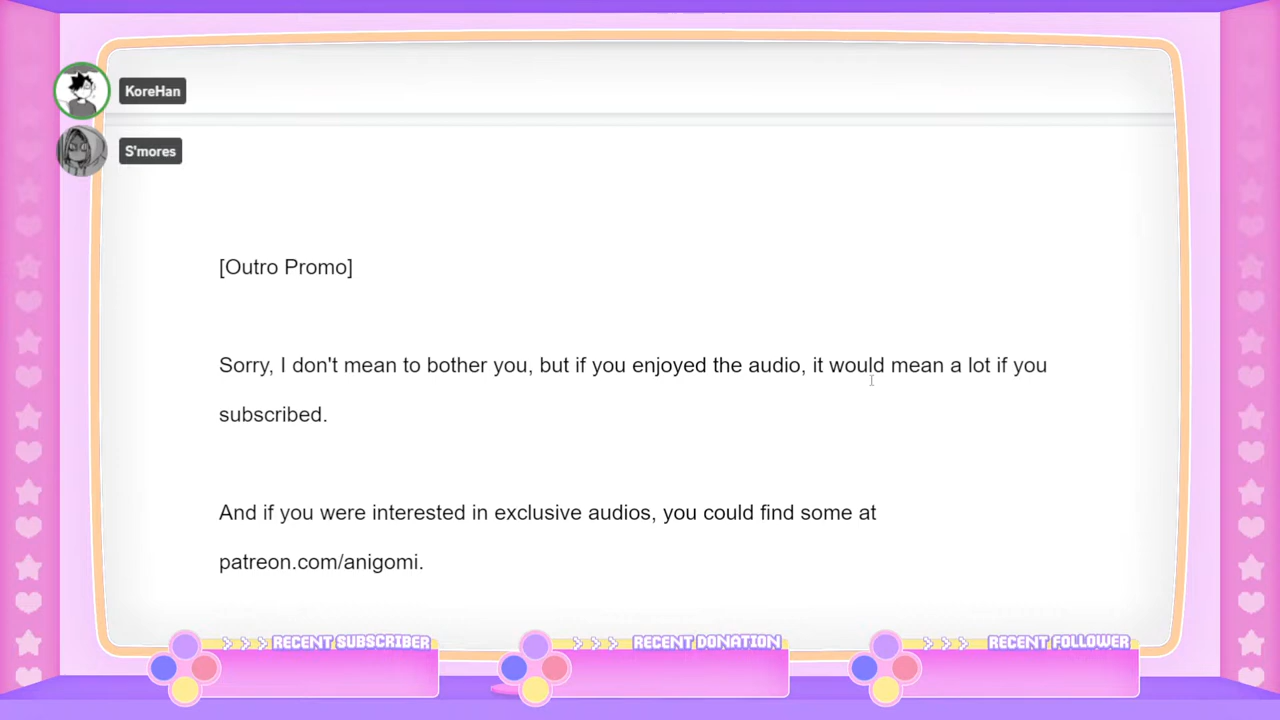 KoreHan
S'mores
[Outro Promo]
Sorry, I don't mean to bother you, but if you enjoyed the audio, it would mean a lot if you
subscribed.
And if you were interested in exclusive audios, you could find some at
patreon.com/anigomi.
> > > RECENT SUBSCRIBER
> > > RECENT DONATION
> > > RECENT FOLLOWER